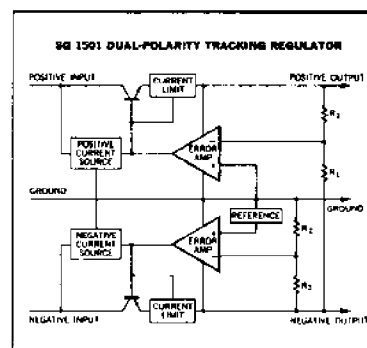 SG 1501 DUAL-POLARITY TRACKING REGULATOR
POSITIVE INPUT
CURRENT
LIMIT
POSITIVE OUTPUT
R3
POSITIVE
CURRENT
SOURCE
ERROR
AMP
R1
GROUND
GROUND
REFERENCE
NEGATIVE
CURRENT
SOURCE
ERROR
AMP
R2
R3
CURRENT
LIMIT
NEGATIVE INPUT
NEGATIVE OUTPUT